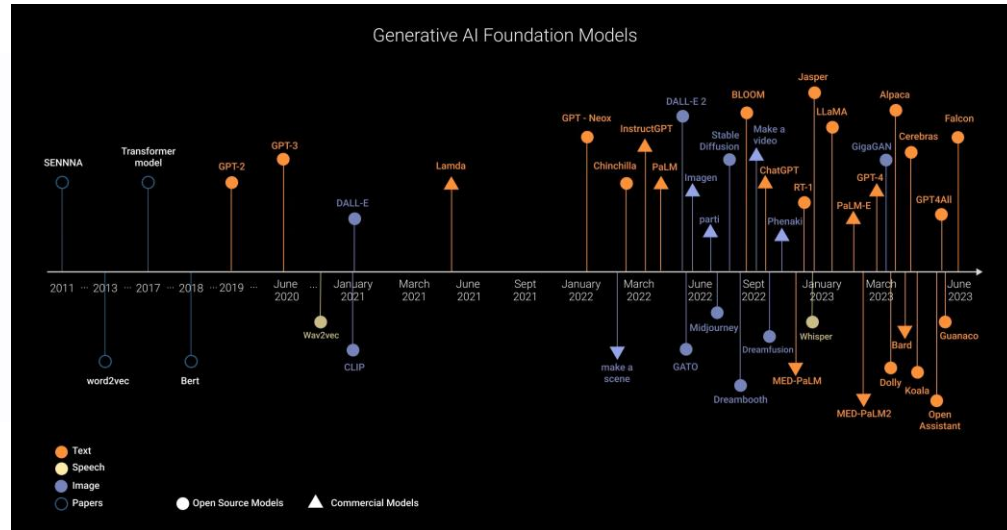 Generative AI Foundation Models
SENNNA
Transformer
model
GPT-2
GPT-3
DALL-E
Lamda
GPT - Neox
Chinchilla
InstructGPT
PaLM
DALL-E 2
Imagen
parti
Stable
Diffusion
BLOOM
Make a
video
ChatGPT
Phenaki
RT-1
Jasper
LLaMA
PaLM-E
GPT-4
GigaGAN
Alpaca
Cerebras
GPT4All
Falcon
2011 ... 2013 ... 2017 ... 2018 ... 2019 ... June
2020 ... January
2021 March
2021 June
2021 Sept
2021 January
2022 March
2022 June
2022 Sept
2022 January
2023 March
2023 June
2023
word2vec
Bert
Wav2vec
CLIP
make a
scene
GATO
Midjourney
Dreambooth
Dreamfusion
MED-PaLM
Whisper
MED-PaLM2
Dolly
Bard
Koala
Open
Assistant
Guanaco
Text
Speech
Image
Papers
Open Source Models
Commercial Models